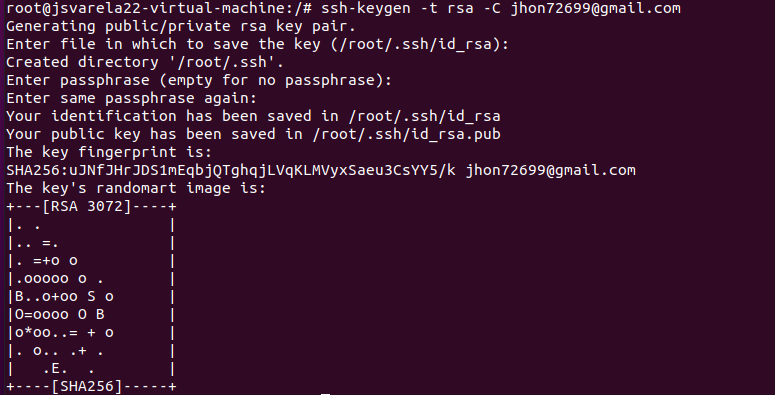 root@jsvarela22-virtual-machine:/# ssh-keygen -t rsa -C jhon72699@gmail.com
Generating public/private rsa key pair.
Enter file in which to save the key (/root/.ssh/id_rsa):
Created directory '/root/.ssh'.
Enter passphrase (empty for no passphrase):
Enter same passphrase again:
Your identification has been saved in /root/.ssh/id_rsa
Your public key has been saved in /root/.ssh/id_rsa.pub
The key fingerprint is:
SHA256:uJNfJHrJDS1mEqbjQTghqjLVqKLMVyxSaeu3CsYY5/k jhon72699@gmail.com
The key's randomart image is:
+---[RSA 3072]----+
|. .              |
|.. =.            |
|. =+o o          |
|.ooooo o .       |
|B..o+oo S o      |
|O=oooo O B       |
|o*oo..= + o      |
|. o.. .+ .       |
|   .E.  .        |
+----[SHA256]-----+